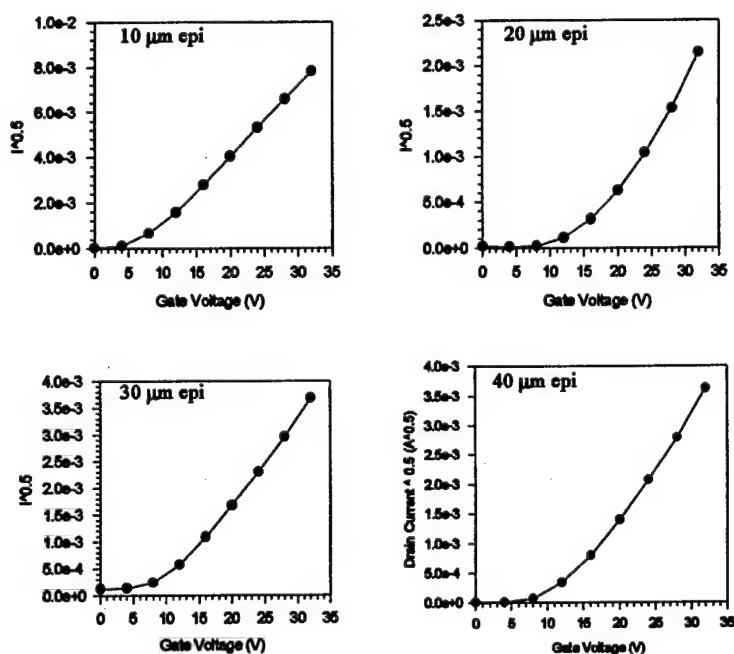 10 μm epi
1.0e-2
8.0e-3
6.0e-3
4.0e-3
2.0e-3
0.0e+0
I^0.5
0 5 10 15 20 25 30 35
Gate Voltage (V)
20 μm epi
2.5e-3
2.0e-3
1.5e-3
1.0e-3
5.0e-4
0.0e+0
I^0.5
0 5 10 15 20 25 30 35
Gate Voltage (V)
30 μm epi
4.0e-3
3.5e-3
3.0e-3
2.5e-3
2.0e-3
1.5e-3
1.0e-3
5.0e-4
0.0e+0
I^0.5
0 5 10 15 20 25 30 35
Gate Voltage (V)
40 μm epi
4.0e-3
3.5e-3
3.0e-3
2.5e-3
2.0e-3
1.5e-3
1.0e-3
5.0e-4
0.0e+0
Drain Current ^ 0.5 (A^0.5)
0 5 10 15 20 25 30 35
Gate Voltage (V)